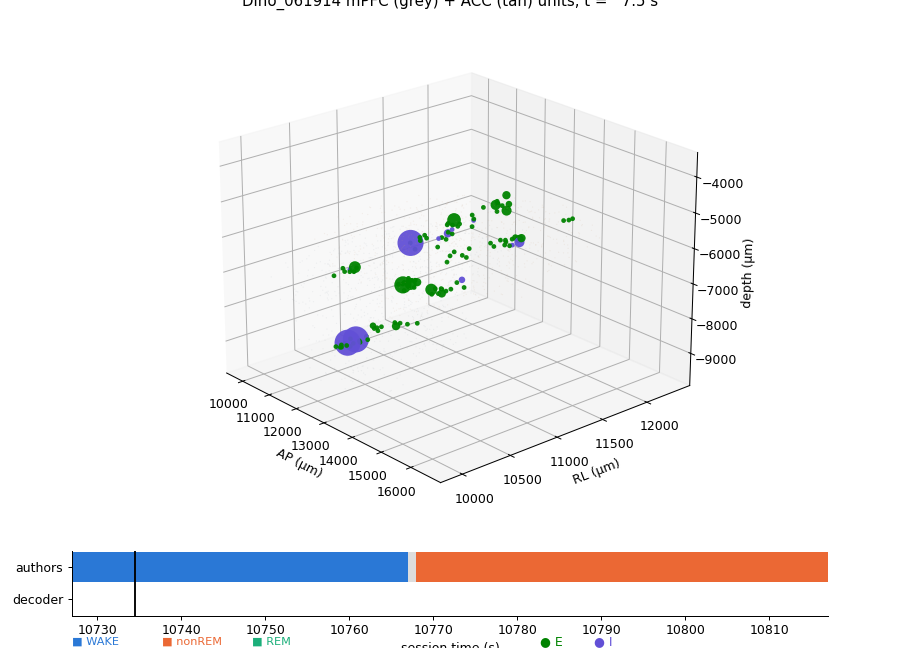 Dino_061914 mPFC (grey) + ACC (tan) units, t = 7.5 s
−4000
−5000
−6000
−7000
−8000
−9000
depth (μm)
10000
11000
12000
13000
14000
15000
16000
AP (μm)
10000
10500
11000
11500
12000
RL (μm)
authors
decoder
10730
10740
10750
10760
10770
10780
10790
10800
10810
session time (s)
WAKE
nonREM
REM
E
I